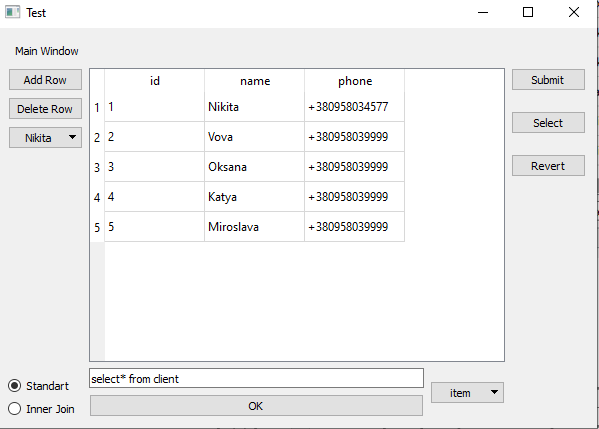 Test
Main Window
Add Row
Delete Row
Nikita
id name phone
1 1 Nikita +380958034577
2 2 Vova +380958039999
3 3 Oksana +380958039999
4 4 Katya +380958039999
5 5 Miroslava +380958039999
Submit
Select
Revert
Standart
Inner Join
select* from client
OK
item